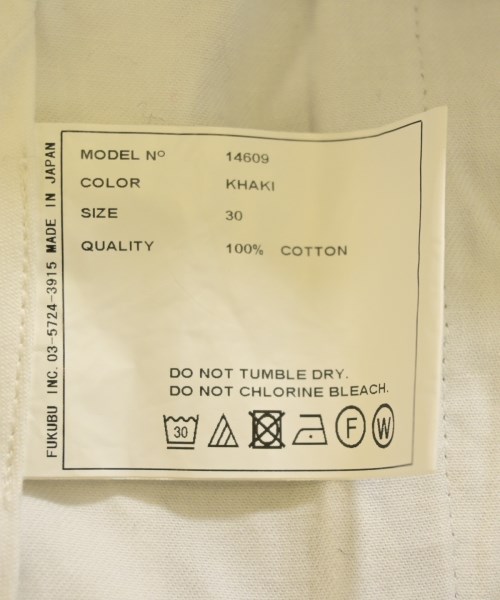 MODEL Nº 14609
COLOR KHAKI
SIZE 30
QUALITY 100% COTTON
DO NOT TUMBLE DRY.
DO NOT CHLORINE BLEACH.
30 F W
FUKUBU INC. 03-5724-3915 MADE IN JAPAN